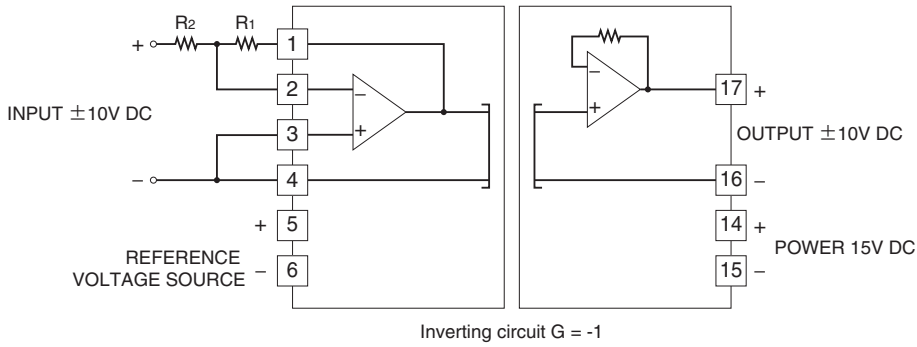 R2
R1
+
1
2
3
4
5
6
−
+
INPUT ±10V DC
−
+
−
REFERENCE
VOLTAGE SOURCE
−
+
17
+
OUTPUT ±10V DC
16
−
14
+
POWER 15V DC
15
−
Inverting circuit G = -1